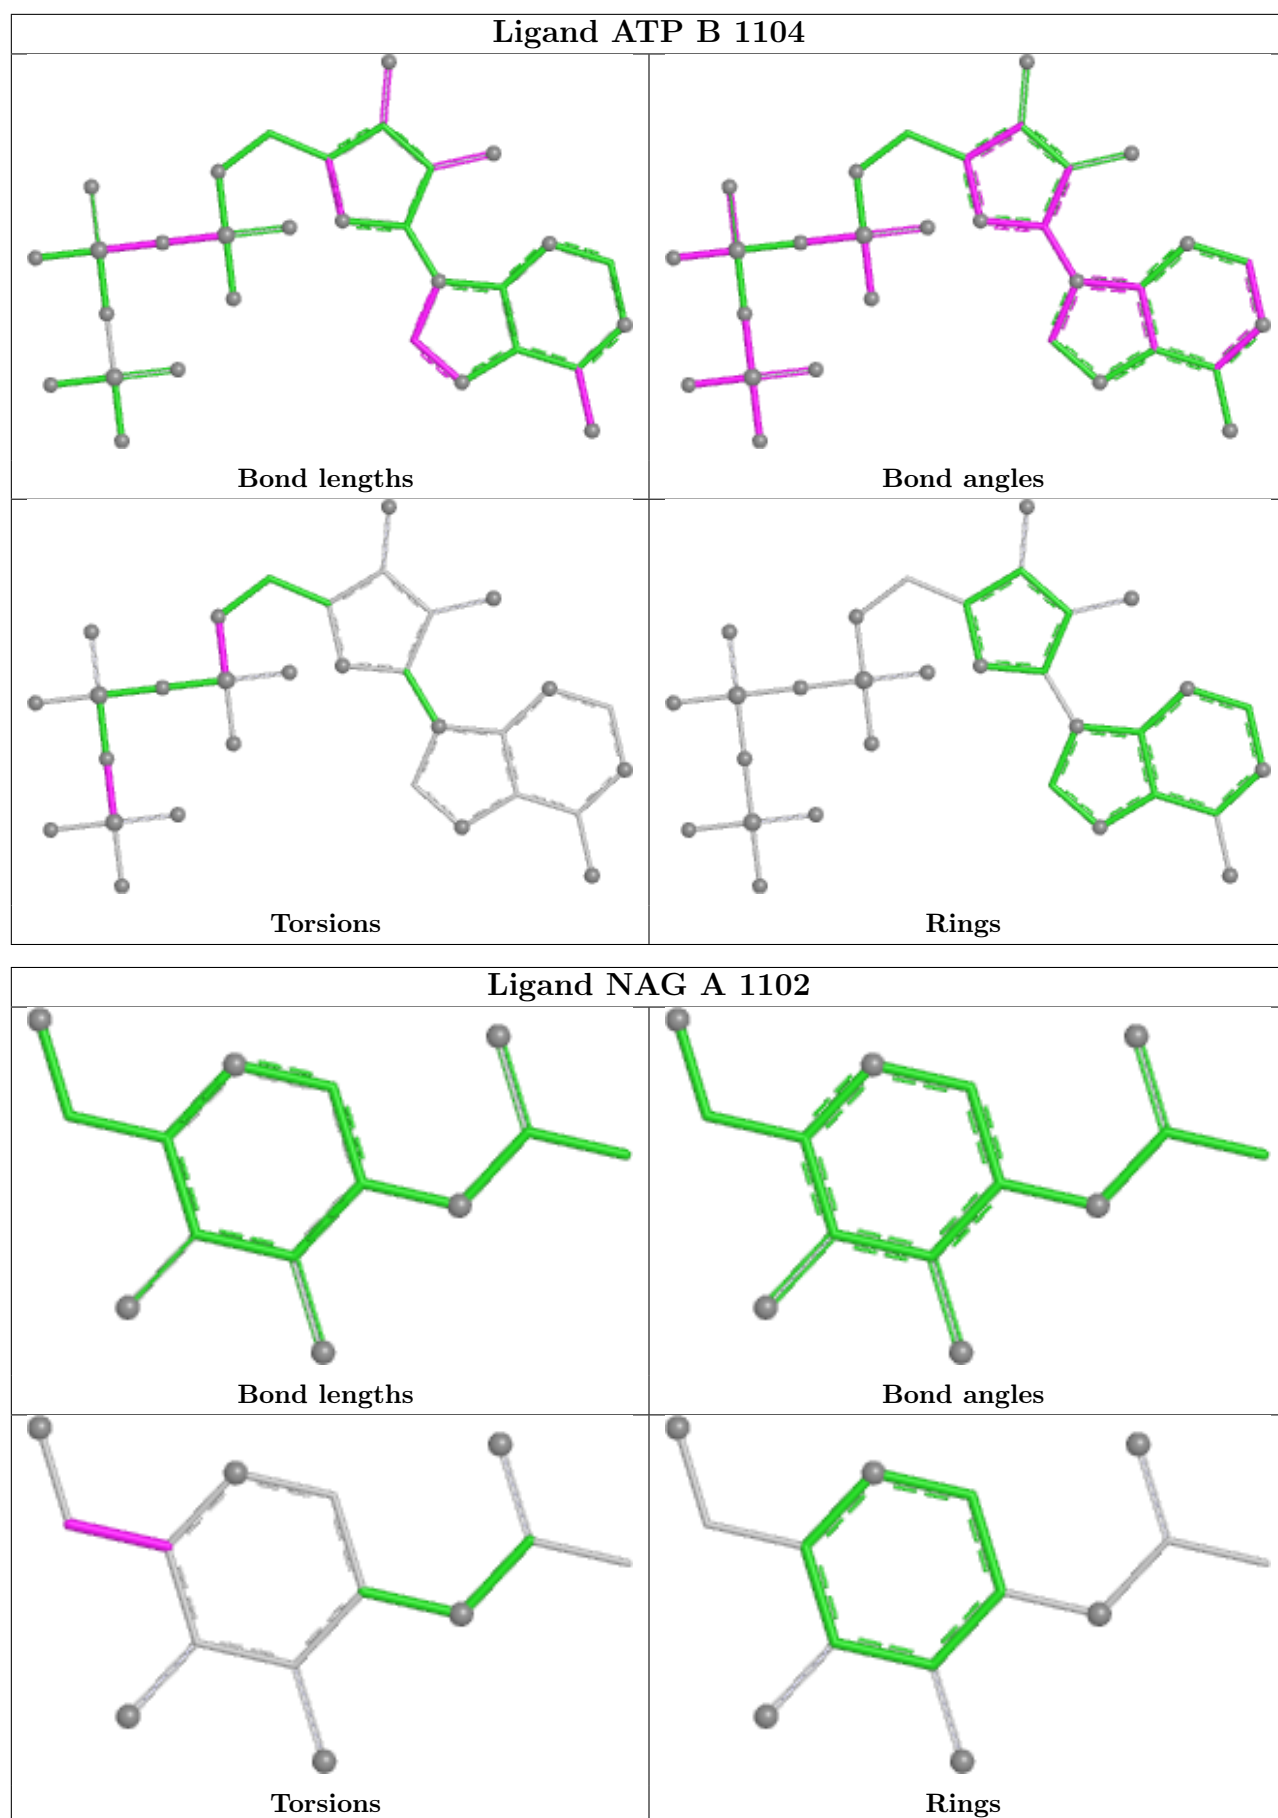 Ligand ATP B 1104
Bond lengths
Bond angles
Torsions
Rings
Ligand NAG A 1102
Bond lengths
Bond angles
Torsions
Rings